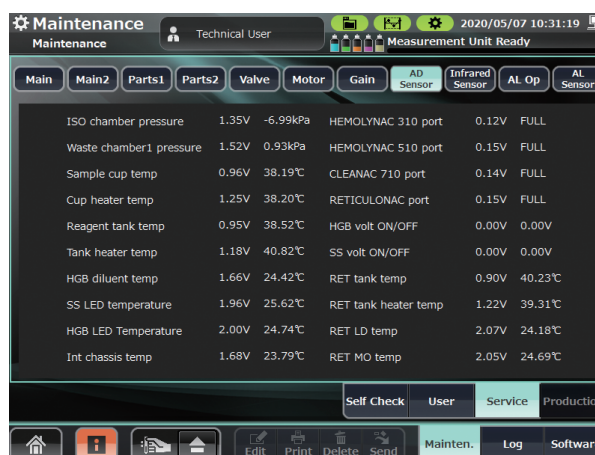 Maintenance
Maintenance
Technical User
2020/05/07 10:31:19
Measurement Unit Ready
Main Main2 Parts1 Parts2 Valve Motor Gain AD Sensor Infrared Sensor AL Op AL Sensor
ISO chamber pressure 1.35V -6.99kPa HEMOLYNAC 310 port 0.12V FULL
Waste chamber1 pressure 1.52V 0.93kPa HEMOLYNAC 510 port 0.15V FULL
Sample cup temp 0.96V 38.19℃ CLEANAC 710 port 0.14V FULL
Cup heater temp 1.25V 38.20℃ RETICULONAC port 0.15V FULL
Reagent tank temp 0.95V 38.52℃ HGB volt ON/OFF 0.00V 0.00V
Tank heater temp 1.18V 40.82℃ SS volt ON/OFF 0.00V 0.00V
HGB diluent temp 1.66V 24.42℃ RET tank temp 0.90V 40.23℃
SS LED temperature 1.96V 25.62℃ RET tank heater temp 1.22V 39.31℃
HGB LED Temperature 2.00V 24.74℃ RET LD temp 2.07V 24.18℃
Int chassis temp 1.68V 23.79℃ RET MO temp 2.05V 24.69℃
Self Check User Service Productio
Edit Print Delete Send Mainten. Log Softwar